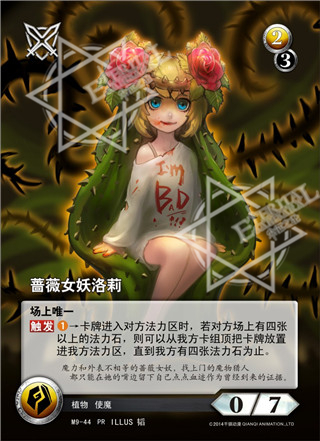 2
3
I'm
BAD
蔷薇女妖洛莉
场上唯一
触发 1→卡牌进入对方法力区时，若对方场上有四张
以上的法力石，则可以从我方卡组顶把卡牌放置
进我方法力区，直到我方有四张法力石为止。
魔力和外表不相等的蔷薇女妖，找上门的魔物猎人
都只能在她的嘴边留下自己点点血迹作为曾经到来的证据。
植物 使魔
0/7
M9-44 PR ILLUS 韬
©2014千骐动漫 QIANQI ANIMATION.,LTD